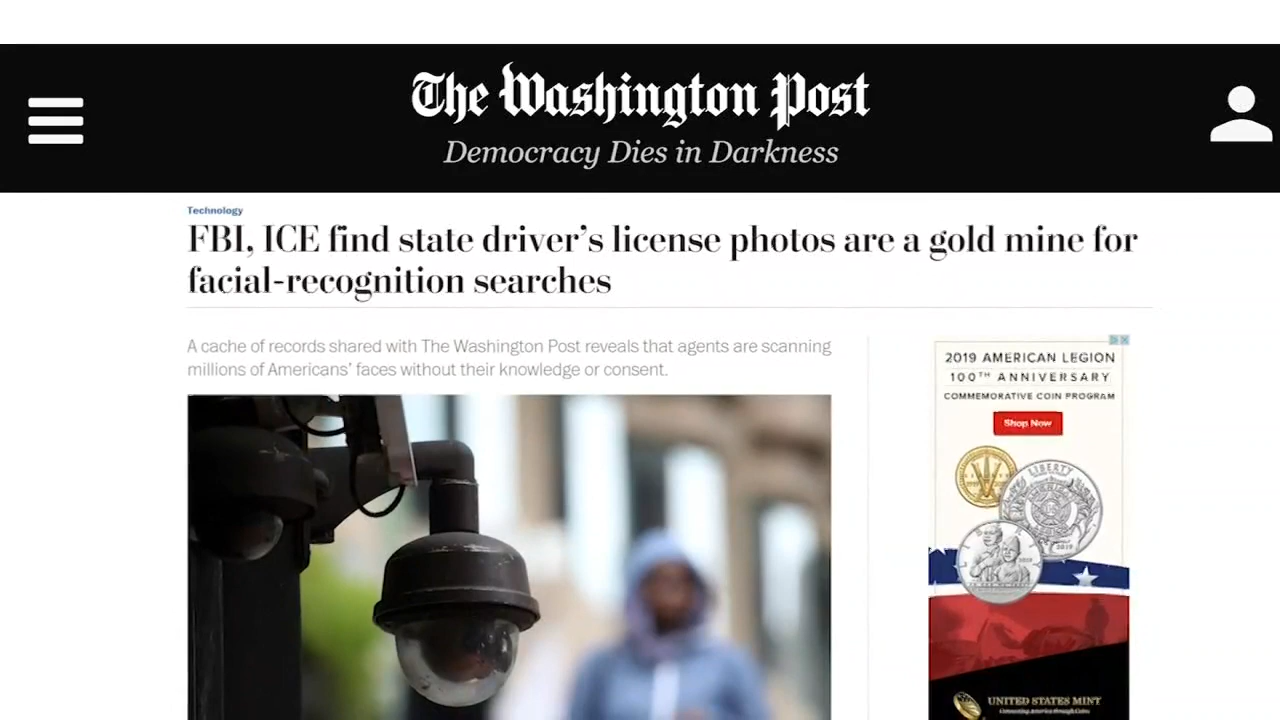 The Washington Post
Democracy Dies in Darkness
Technology
FBI, ICE find state driver's license photos are a gold mine for
facial-recognition searches
A cache of records shared with The Washington Post reveals that agents are scanning
millions of Americans' faces without their knowledge or consent.
2019 AMERICAN LEGION
100TH ANNIVERSARY
COMMEMORATIVE COIN PROGRAM
Shop Now
LIBERTY
2019
UNITED STATES MINT